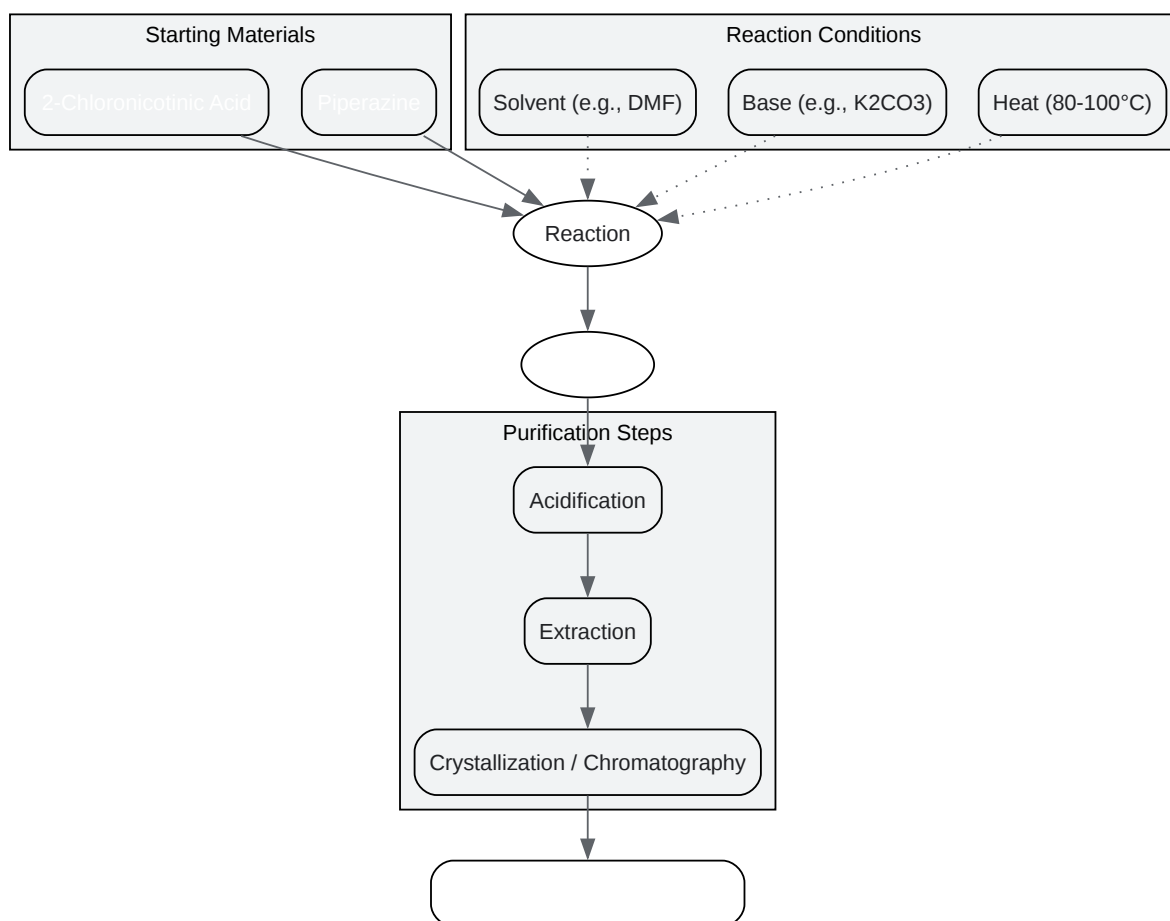 Starting Materials
Reaction Conditions
2-Chloronicotinic Acid
Piperazine
Solvent (e.g., DMF)
Base (e.g., K2CO3)
Heat (80-100°C)
Reaction
Purification Steps
Acidification
Extraction
Crystallization / Chromatography